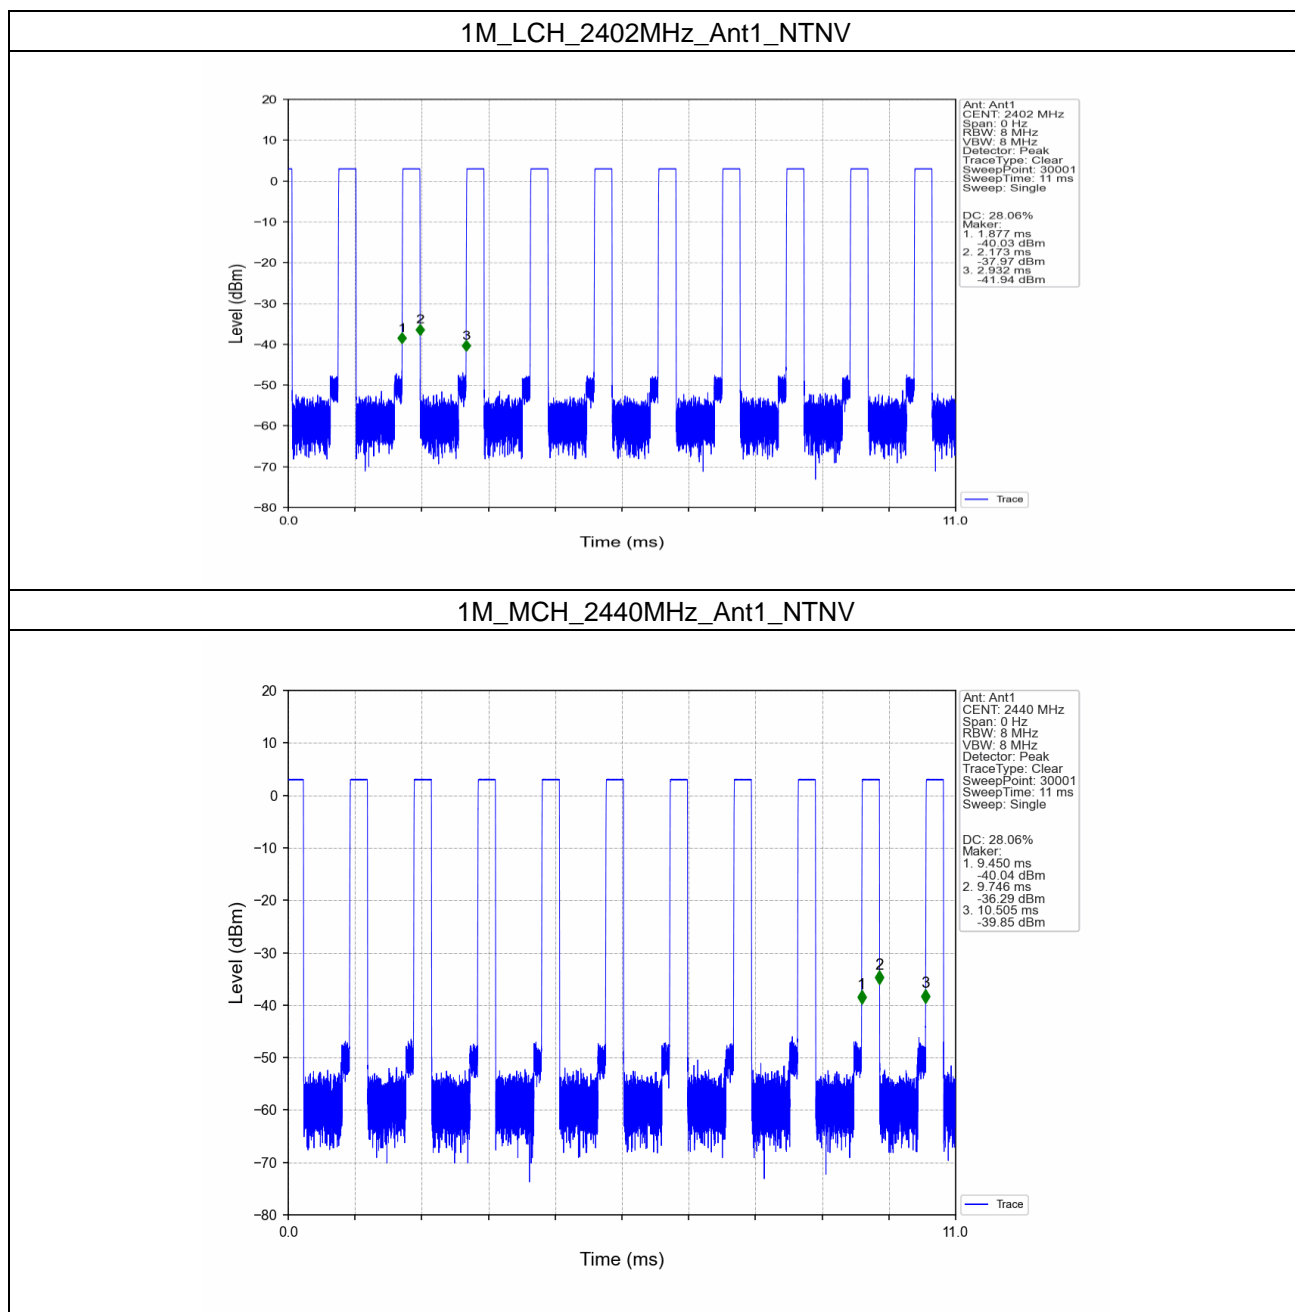 1M_LCH_2402MHz_Ant1_NTNV
20
10
0
−10
−20
−30
−40
−50
−60
−70
−80
Level (dBm)
1
2
3
0.0
11.0
Time (ms)
Ant: Ant1
CENT: 2402 MHz
Span: 0 Hz
RBW: 8 MHz
VBW: 8 MHz
Detector: Peak
TraceType: Clear
SweepPoint: 30001
SweepTime: 11 ms
Sweep: Single
DC: 28.06%
Maker:
1. 1.877 ms
-40.03 dBm
2. 2.173 ms
-37.97 dBm
3. 2.932 ms
-41.94 dBm
Trace
1M_MCH_2440MHz_Ant1_NTNV
20
10
0
−10
−20
−30
−40
−50
−60
−70
−80
Level (dBm)
1
2
3
0.0
11.0
Time (ms)
Ant: Ant1
CENT: 2440 MHz
Span: 0 Hz
RBW: 8 MHz
VBW: 8 MHz
Detector: Peak
TraceType: Clear
SweepPoint: 30001
SweepTime: 11 ms
Sweep: Single
DC: 28.06%
Maker:
1. 9.450 ms
-40.04 dBm
2. 9.746 ms
-36.29 dBm
3. 10.505 ms
-39.85 dBm
Trace